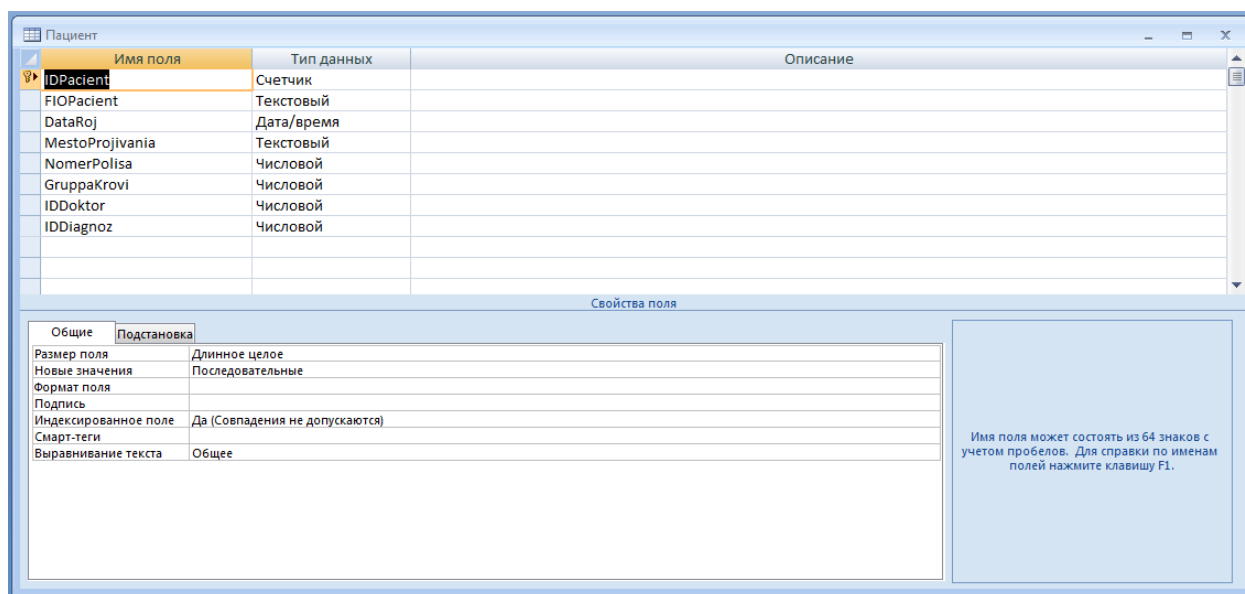 Пациент
Имя поля Тип данных Описание
IDPacient Счетчик
FIOPacient Текстовый
DataRoj Дата/время
MestoProjivania Текстовый
NomerPolisa Числовой
GruppaKrovi Числовой
IDDoktor Числовой
IDDiagnoz Числовой
Свойства поля
Общие Подстановка
Размер поля Длинное целое
Новые значения Последовательные
Формат поля
Подпись
Индексированное поле Да (Совпадения не допускаются)
Смарт-теги
Выравнивание текста Общее
Имя поля может состоять из 64 знаков с
учетом пробелов. Для справки по именам
полей нажмите клавишу F1.